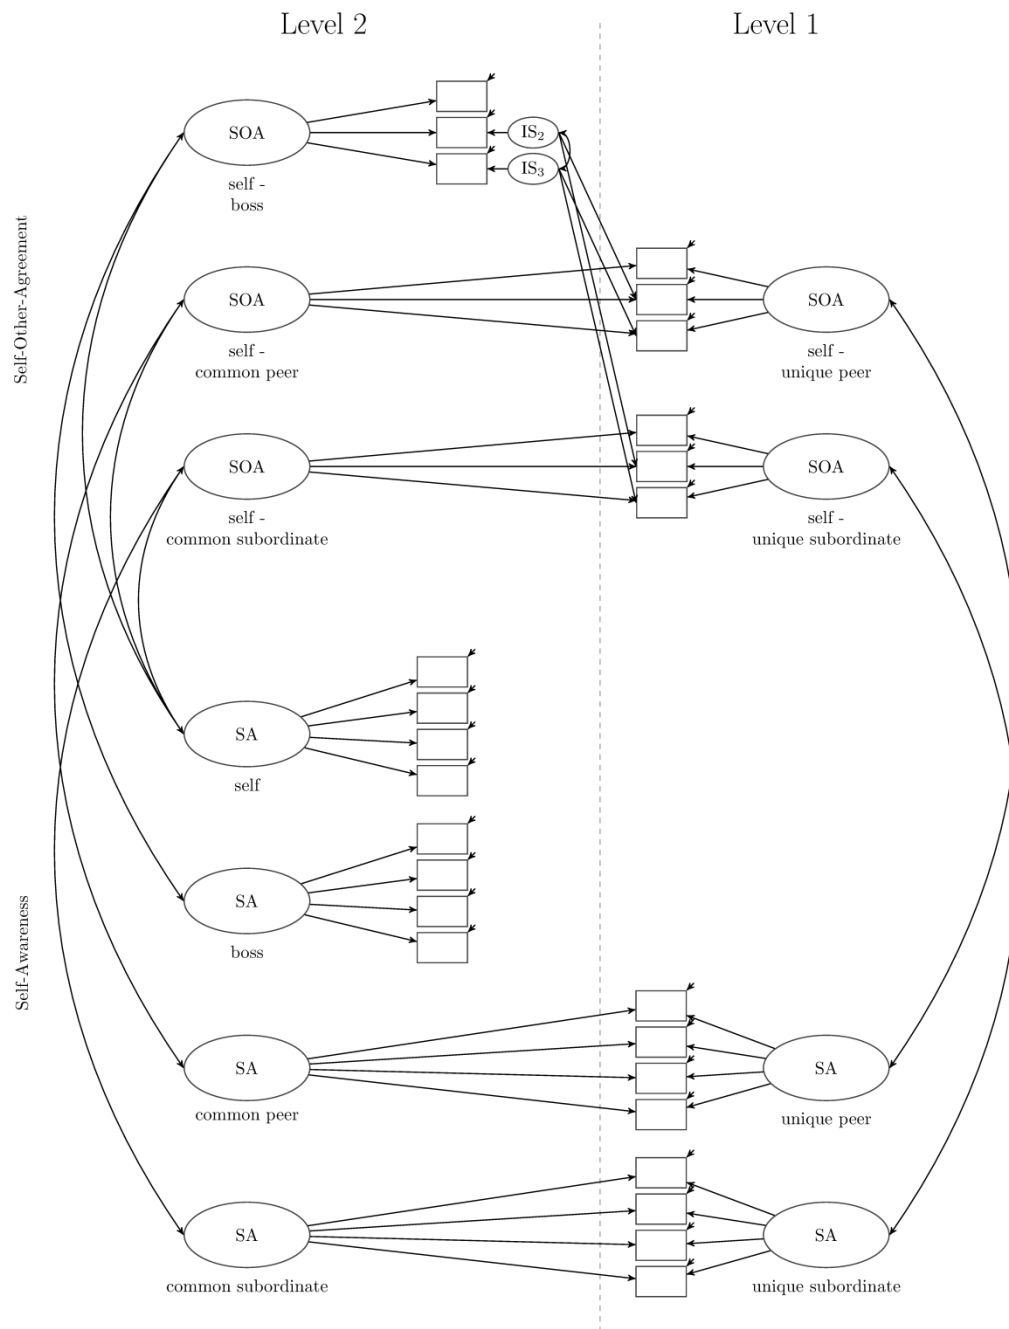 Level 2
Level 1
Self-Other-Agreement
SOA
self -
boss
IS₂
IS₃
SOA
self -
common peer
SOA
self -
unique peer
SOA
self -
common subordinate
SOA
self -
unique subordinate
Self-Awareness
SA
self
SA
boss
SA
common peer
SA
unique peer
SA
common subordinate
SA
unique subordinate